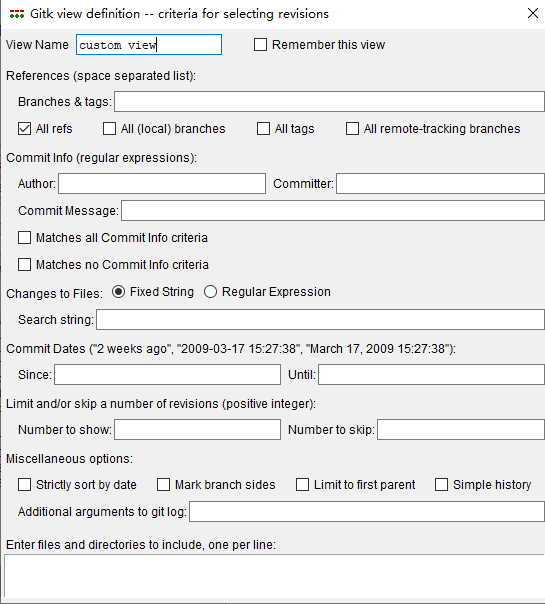 Gitk view definition -- criteria for selecting revisions
View Name custom view Remember this view
References (space separated list):
Branches & tags:
All refs All (local) branches All tags All remote-tracking branches
Commit Info (regular expressions):
Author: Committer:
Commit Message:
Matches all Commit Info criteria
Matches no Commit Info criteria
Changes to Files: Fixed String Regular Expression
Search string:
Commit Dates ("2 weeks ago", "2009-03-17 15:27:38", "March 17, 2009 15:27:38"):
Since: Until:
Limit and/or skip a number of revisions (positive integer):
Number to show: Number to skip:
Miscellaneous options:
Strictly sort by date Mark branch sides Limit to first parent Simple history
Additional arguments to git log:
Enter files and directories to include, one per line: